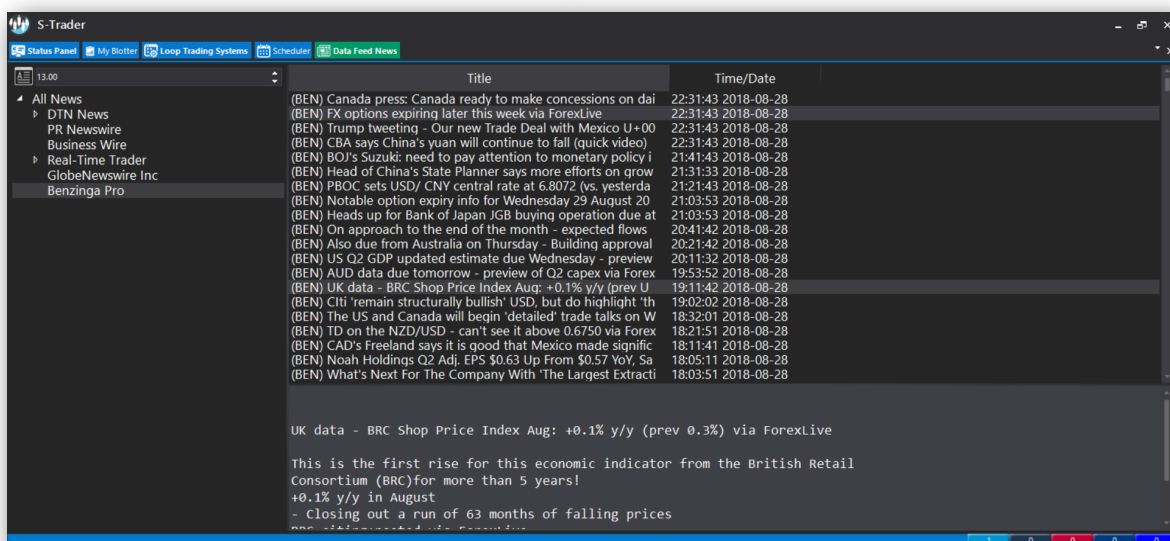 S-Trader
Status Panel My Blotter Loop Trading Systems Scheduler Data Feed News
13.00
All News
DTN News
PR Newswire
Business Wire
Real-Time Trader
GlobeNewswire Inc
Benzinga Pro
Title Time/Date
(BEN) Canada press: Canada ready to make concessions on dai 22:31:43 2018-08-28
(BEN) FX options expiring later this week via ForexLive 22:31:43 2018-08-28
(BEN) Trump tweeting - Our new Trade Deal with Mexico U+00 22:31:43 2018-08-28
(BEN) CBA says China's yuan will continue to fall (quick video) 22:31:43 2018-08-28
(BEN) BOJ's Suzuki: need to pay attention to monetary policy i 21:41:43 2018-08-28
(BEN) Head of China's State Planner says more efforts on grow 21:31:33 2018-08-28
(BEN) PBOC sets USD/ CNY central rate at 6.8072 (vs. yesterda 21:21:43 2018-08-28
(BEN) Notable option expiry info for Wednesday 29 August 20 21:03:53 2018-08-28
(BEN) Heads up for Bank of Japan JGB buying operation due at 21:03:53 2018-08-28
(BEN) On approach to the end of the month - expected flows 20:41:42 2018-08-28
(BEN) Also due from Australia on Thursday - Building approval 20:21:42 2018-08-28
(BEN) US Q2 GDP updated estimate due Wednesday - preview 20:11:32 2018-08-28
(BEN) AUD data due tomorrow - preview of Q2 capex via Forex 19:53:52 2018-08-28
(BEN) UK data - BRC Shop Price Index Aug: +0.1% y/y (prev U 19:11:42 2018-08-28
(BEN) CIti 'remain structurally bullish' USD, but do highlight 'th 19:02:02 2018-08-28
(BEN) The US and Canada will begin 'detailed' trade talks on W 18:32:01 2018-08-28
(BEN) TD on the NZD/USD - can't see it above 0.6750 via Forex 18:21:51 2018-08-28
(BEN) CAD's Freeland says it is good that Mexico made signific 18:11:41 2018-08-28
(BEN) Noah Holdings Q2 Adj. EPS $0.63 Up From $0.57 YoY, Sa 18:05:11 2018-08-28
(BEN) What's Next For The Company With 'The Largest Extracti 18:03:51 2018-08-28
UK data - BRC Shop Price Index Aug: +0.1% y/y (prev 0.3%) via ForexLive
This is the first rise for this economic indicator from the British Retail
Consortium (BRC)for more than 5 years!
+0.1% y/y in August
- Closing out a run of 63 months of falling prices